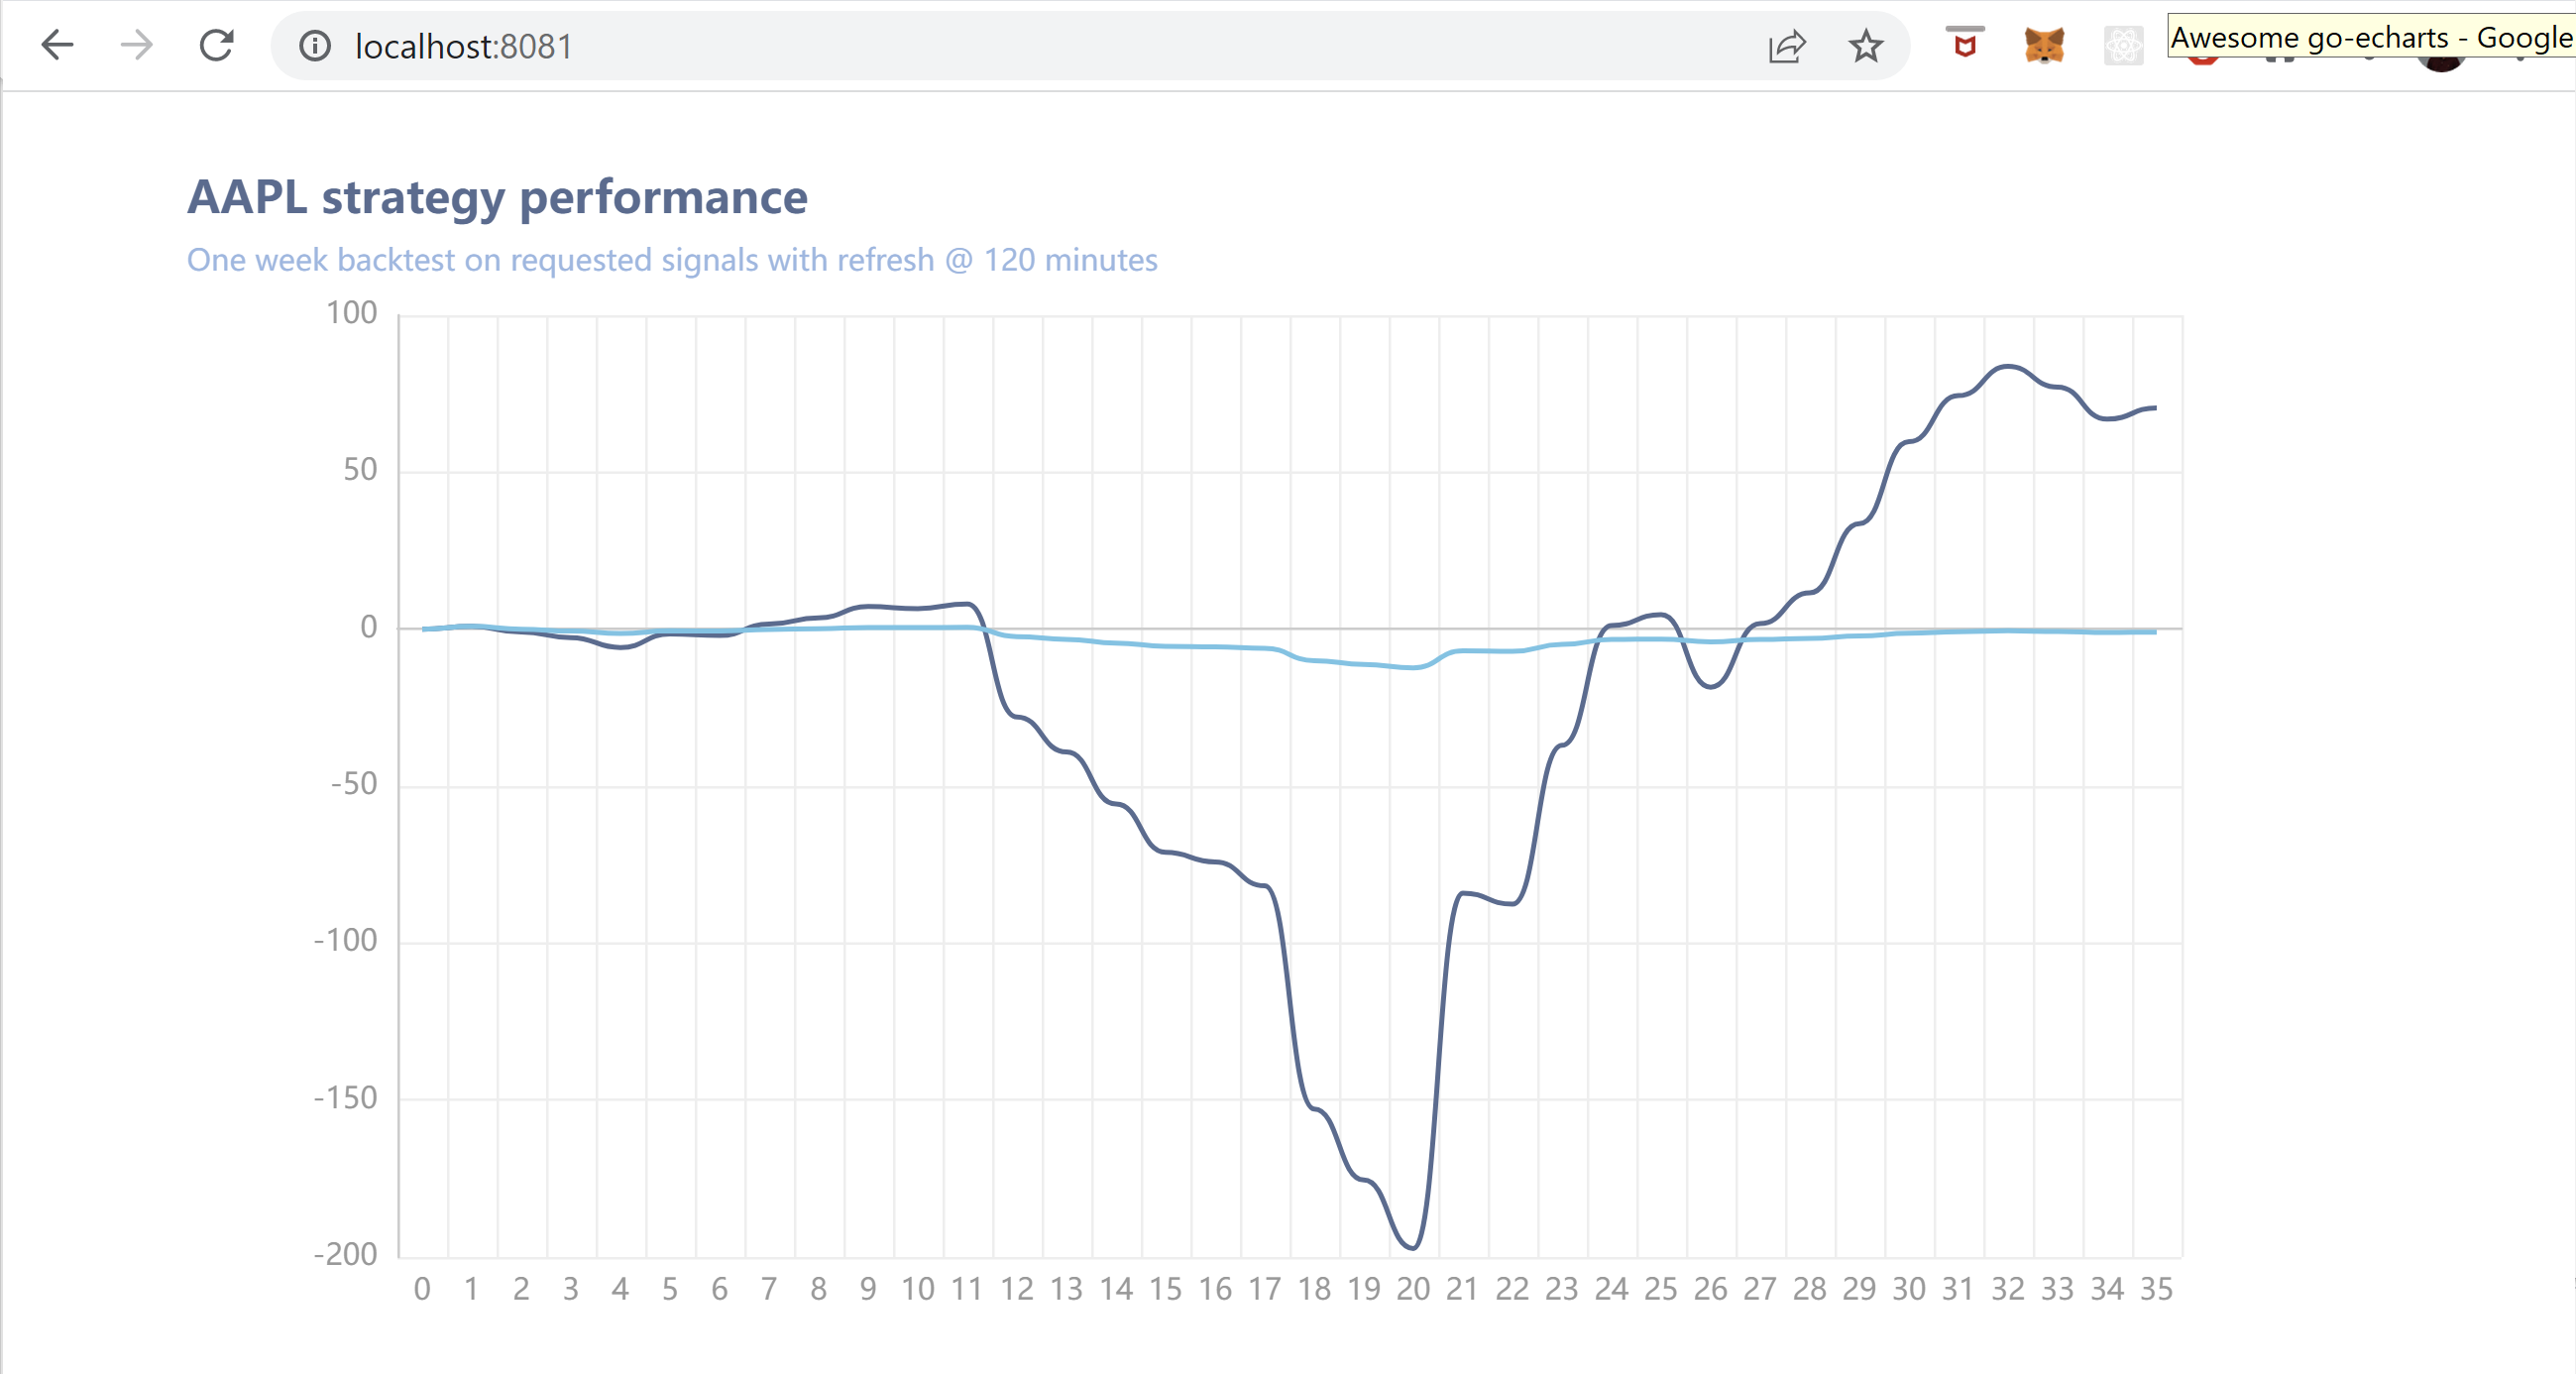 localhost:8081
Awesome go-echarts - Google
AAPL strategy performance
One week backtest on requested signals with refresh @ 120 minutes
100
50
0
-50
-100
-150
-200
0 1 2 3 4 5 6 7 8 9 10 11 12 13 14 15 16 17 18 19 20 21 22 23 24 25 26 27 28 29 30 31 32 33 34 35